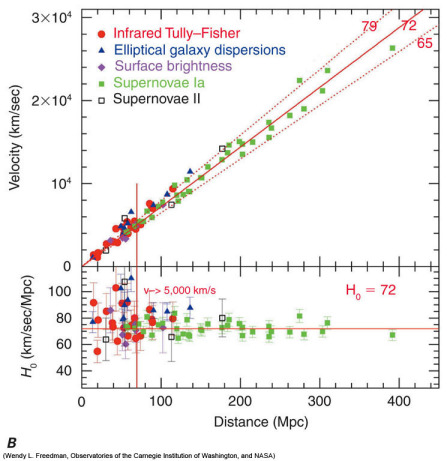 79 72
65
Infrared Tully–Fisher
Elliptical galaxy dispersions
Surface brightness
Supernovae Ia
Supernovae II
Velocity (km/sec)
3×10⁴
2×10⁴
10⁴
0
v–> 5,000 km/s
H₀ = 72
H₀ (km/sec/Mpc)
100
80
60
40
0 100 200 300 400
Distance (Mpc)
B
(Wendy L. Freedman, Observatories of the Carnegie Institution of Washington, and NASA)